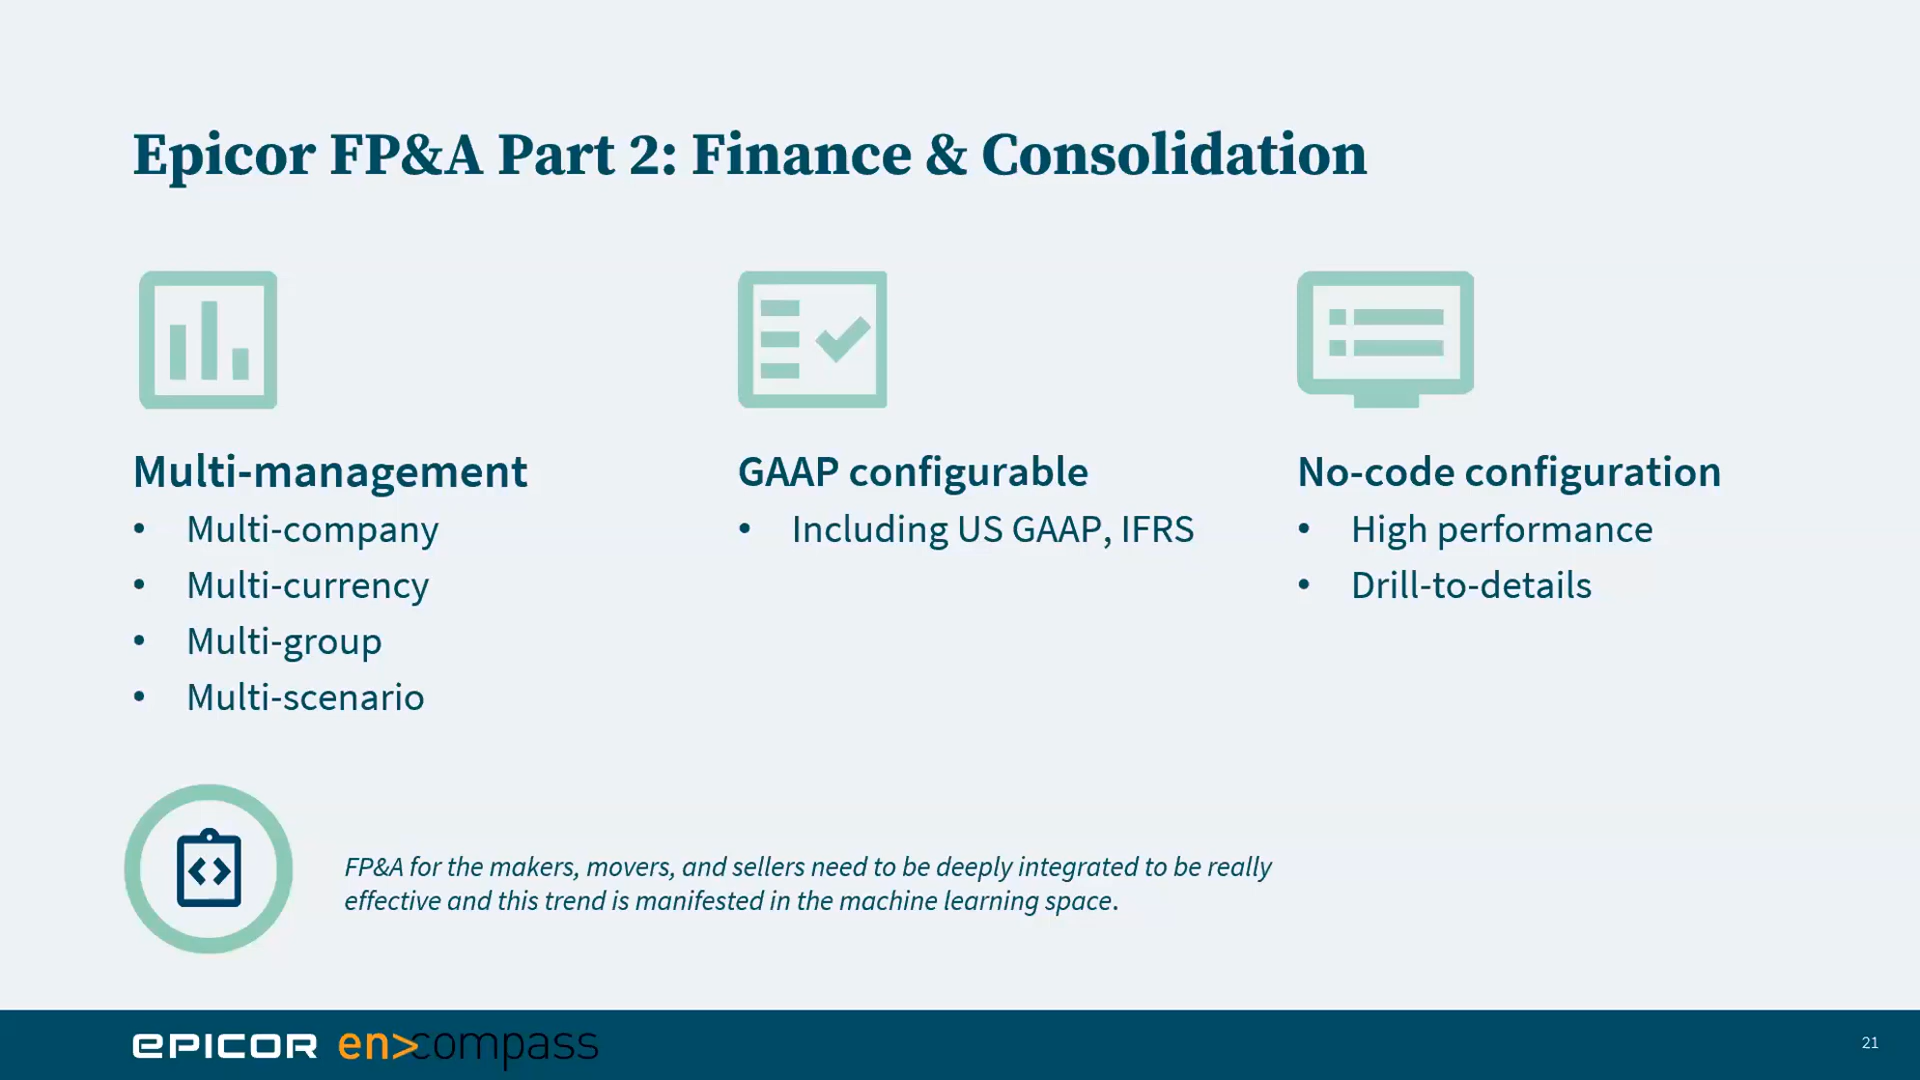 Epicor FP&A Part 2: Finance & Consolidation
Multi-management
• Multi-company
• Multi-currency
• Multi-group
• Multi-scenario
GAAP configurable
• Including US GAAP, IFRS
No-code configuration
• High performance
• Drill-to-details
FP&A for the makers, movers, and sellers need to be deeply integrated to be really
effective and this trend is manifested in the machine learning space.
EPICOR en>compass
21